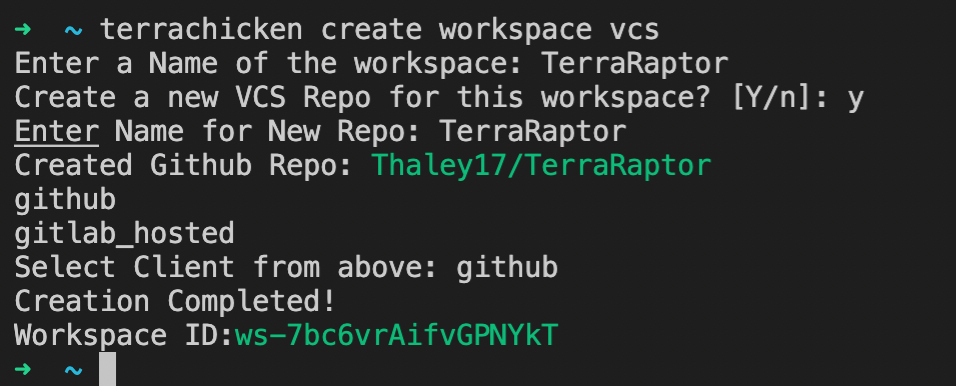 ➜ ~ terrachicken create workspace vcs
Enter a Name of the workspace: TerraRaptor
Create a new VCS Repo for this workspace? [Y/n]: y
Enter Name for New Repo: TerraRaptor
Created Github Repo: Thaley17/TerraRaptor
github
gitlab_hosted
Select Client from above: github
Creation Completed!
Workspace ID:ws-7bc6vrAifvGPNYkT
➜ ~